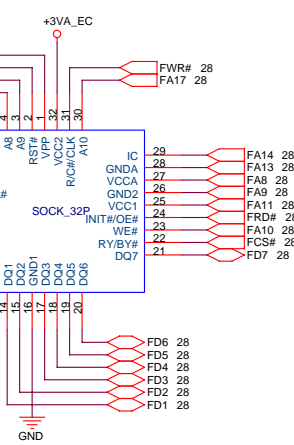 +3VA_EC
FWR# 28
FA17 28
4 3 2 1 32 31 30
A8 A9 RST# VPP VCC2 R/C#/CLK A10
IC 29 FA14 28
GNDA 28 FA13 28
VCCA 27 FA8 28
GND2 26 FA9 28
VCC1 25 FA11 28
INIT#/OE# 24 FRD# 28
WE# 23 FA10 28
RY/BY# 22 FCS# 28
DQ7 21 FD7 28
#
SOCK_32P
DQ1 DQ2 GND1 DQ3 DQ4 DQ5 DQ6
14 15 16 17 18 19 20
FD6 28
FD5 28
FD4 28
FD3 28
FD2 28
FD1 28
GND